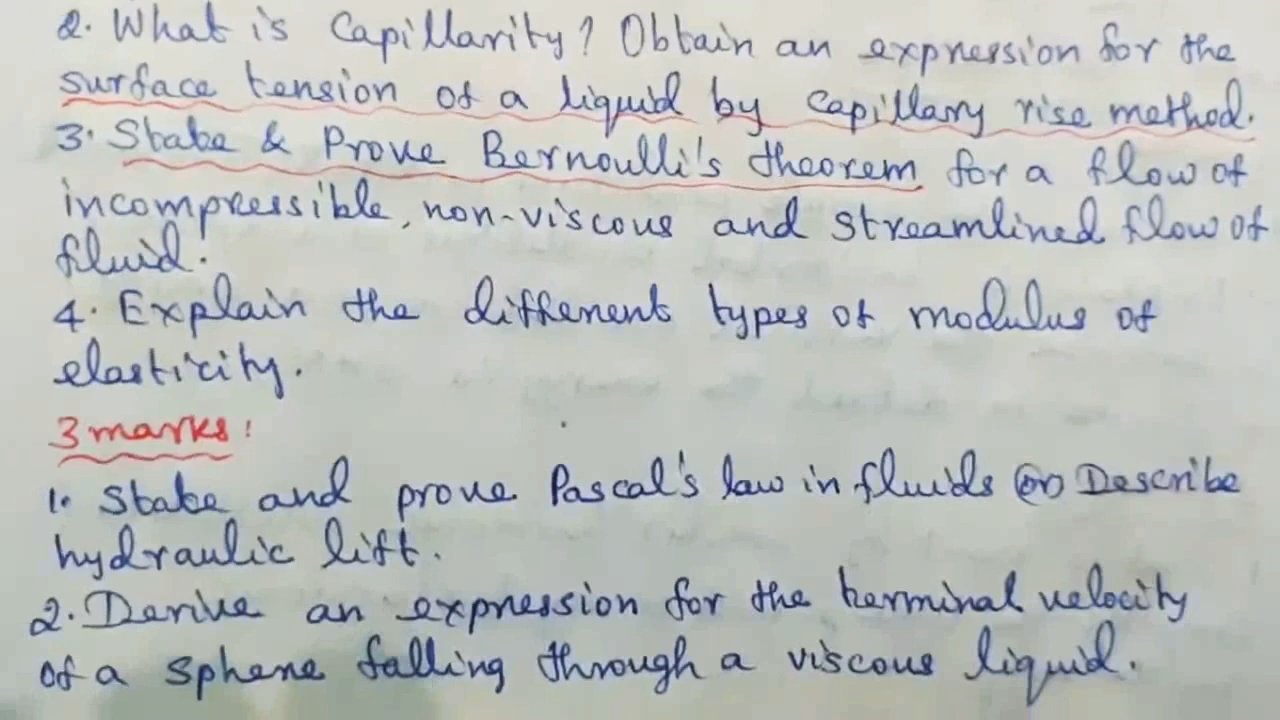 2. What is Capillarity? Obtain an expression for the
surface tension of a liquid by Capillary rise method.
3. State & Prove Bernoulli's theorem for a flow of
incompressible, non-viscous and streamlined flow of
fluid.
4. Explain the different types of modulus of
elasticity.
3 marks:
1. State and prove Pascal's law in fluids (or) Describe
hydraulic lift.
2. Derive an expression for the terminal velocity
of a sphere falling through a viscous liquid.